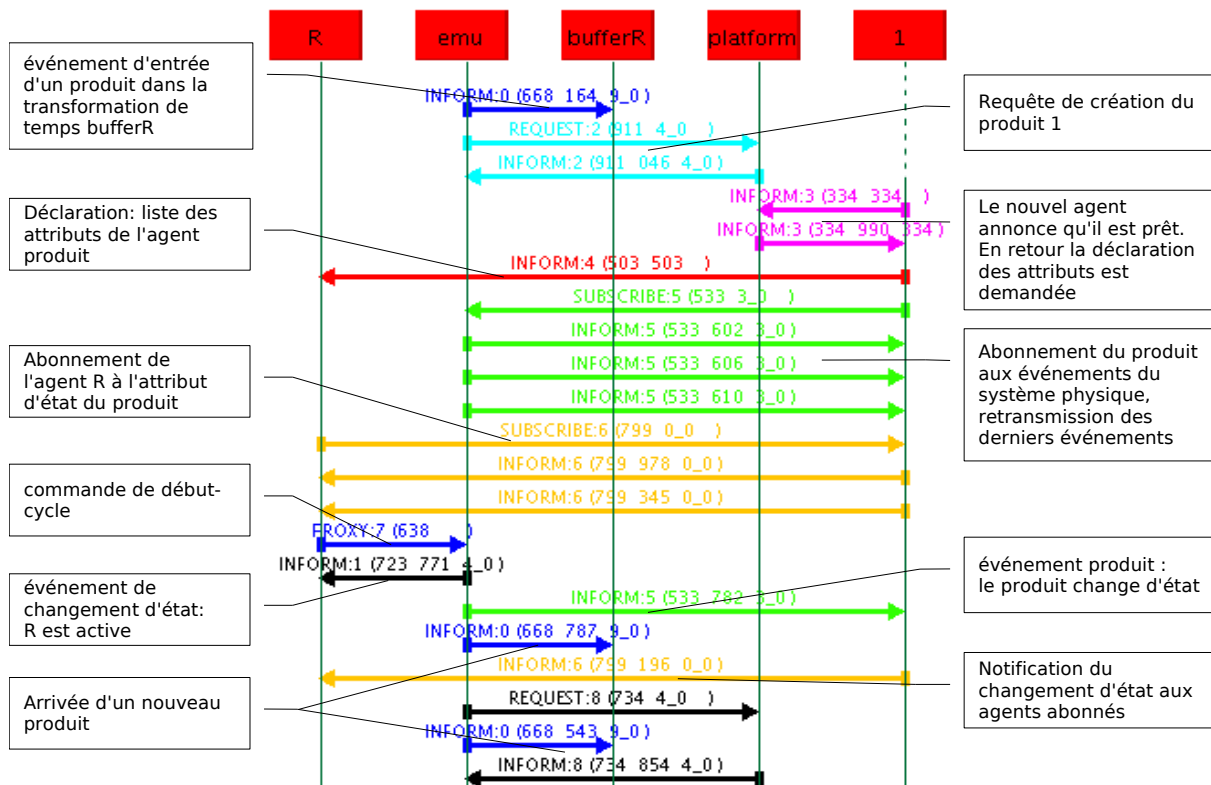 R
emu
bufferR
platform
1
événement d'entrée
d'un produit dans la
transformation de
temps bufferR
INFORM:0 (668 164 9_0 )
Requête de création du
produit 1
REQUEST:2 (911 4_0 )
INFORM:2 (911 046 4_0 )
Déclaration: liste des
attributs de l'agent
produit
INFORM:3 (334 334 )
INFORM:3 (334 990 334 )
Le nouvel agent
annonce qu'il est prêt.
En retour la déclaration
des attributs est
demandée
INFORM:4 (503 503 )
SUBSCRIBE:5 (533 3_0 )
INFORM:5 (533 602 3_0 )
INFORM:5 (533 606 3_0 )
INFORM:5 (533 610 3_0 )
Abonnement du produit
aux événements du
système physique,
retransmission des
derniers événements
Abonnement de
l'agent R à l'attribut
d'état du produit
SUBSCRIBE:6 (799 0_0 )
INFORM:6 (799 978 0_0 )
INFORM:6 (799 345 0_0 )
commande de début-
cycle
PROXY:7 (638 )
INFORM:1 (723 771 4_0 )
événement de
changement d'état:
R est active
événement produit :
le produit change d'état
INFORM:5 (533 782 3_0 )
INFORM:0 (668 787 9_0 )
INFORM:6 (799 196 0_0 )
Notification du
changement d'état aux
agents abonnés
Arrivée d'un nouveau
produit
REQUEST:8 (734 4_0 )
INFORM:0 (668 543 9_0 )
INFORM:8 (734 854 4_0 )